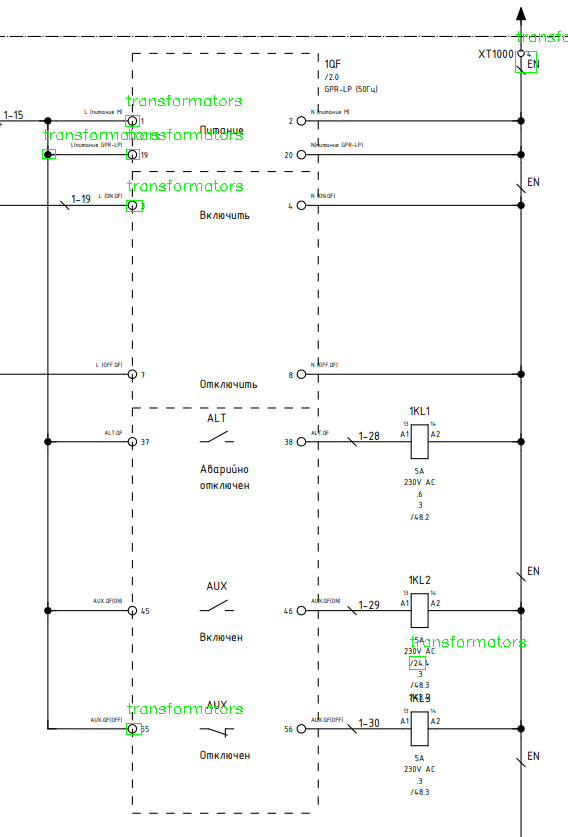 transformators
XT1000 4
EN
1QF
/2.0
GPR-LP (50Гц)
transformators
1-15
L (питание М)
N (питание М)
1
Питание
2
transformators
transformators
L(питание GPR-LP)
N(питание GPR-LP)
19
20
transformators
EN
1-19
L (ON.QF)
N (ON.QF)
4
Включить
L (OFF.QF)
N (OFF.QF)
7
8
Отключить
ALT
1KL1
ALT.QF
ALT.QF
13
14
37
38
1-28
A1
A2
Аварийно
отключен
5A
230V AC
.6
.3
/48.2
EN
AUX
1KL2
AUX.QF(ON)
AUX.QF(ON)
13
14
45
46
1-29
A1
A2
Включен
5A
transformators
230V AC
/24.4
.3
/48.3
AUX
1KL3
transformators
AUX.QF(OFF)
AUX.QF(OFF)
13
14
55
56
1-30
A1
A2
Отключен
EN
5A
230V AC
.3
/48.3